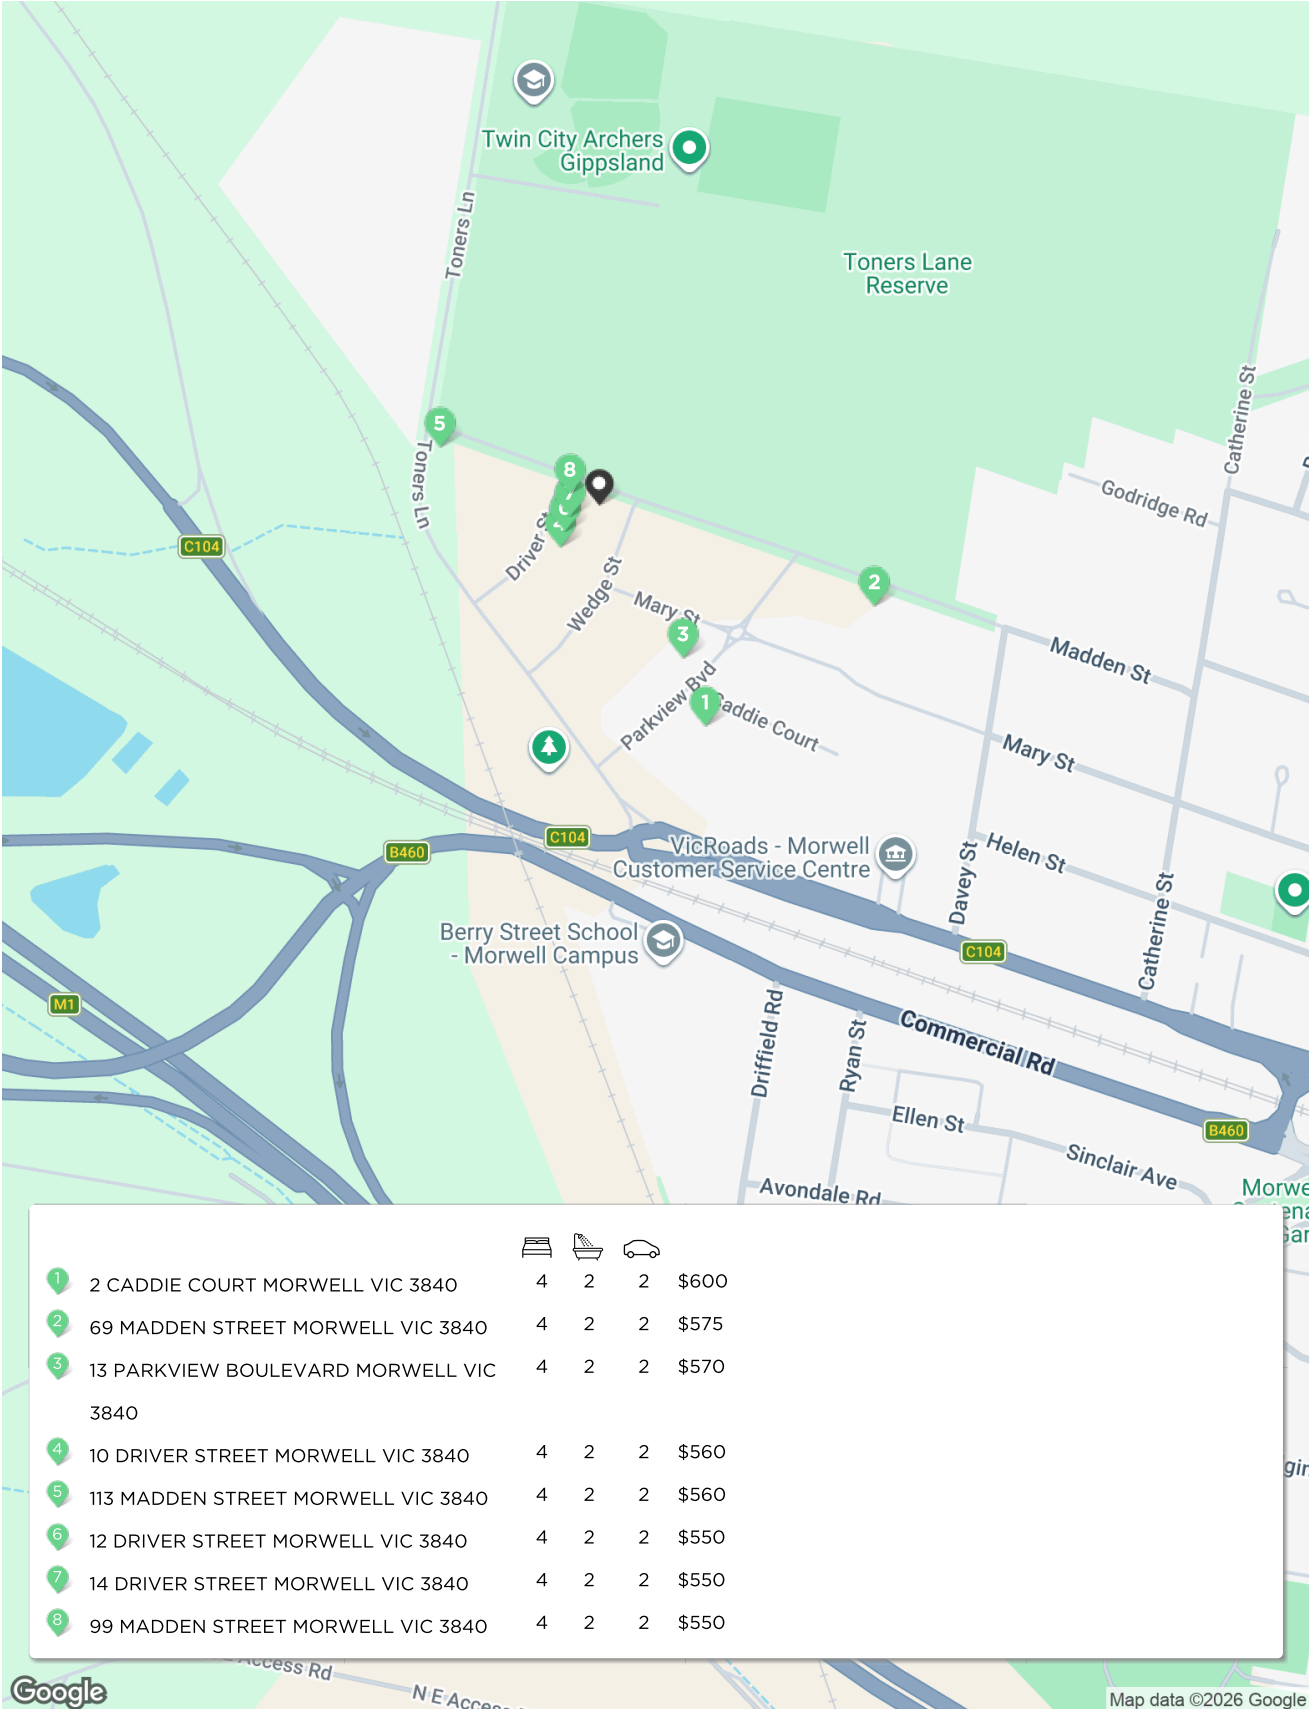 Twin City Archers
Gippsland
Toners Ln
Toners Lane
Reserve
Catherine St
5
Toners Ln
8
Godridge Rd
C104
Driver St
Wedge St
2
Mary St
3
Madden St
Parkview Bvd
1
Caddie Court
Mary St
C104
B460
VicRoads - Morwell
Customer Service Centre
Helen St
Davey St
Catherine St
Berry Street School
- Morwell Campus
C104
M1
Driffield Rd
Ryan St
Commercial Rd
Ellen St
B460
Sinclair Ave
Avondale Rd
1 2 CADDIE COURT MORWELL VIC 3840 4 2 2 $600
2 69 MADDEN STREET MORWELL VIC 3840 4 2 2 $575
3 13 PARKVIEW BOULEVARD MORWELL VIC 4 2 2 $570
3840
4 10 DRIVER STREET MORWELL VIC 3840 4 2 2 $560
5 113 MADDEN STREET MORWELL VIC 3840 4 2 2 $560
6 12 DRIVER STREET MORWELL VIC 3840 4 2 2 $550
7 14 DRIVER STREET MORWELL VIC 3840 4 2 2 $550
8 99 MADDEN STREET MORWELL VIC 3840 4 2 2 $550
Access Rd
N E Access
Google
Map data ©2026 Google